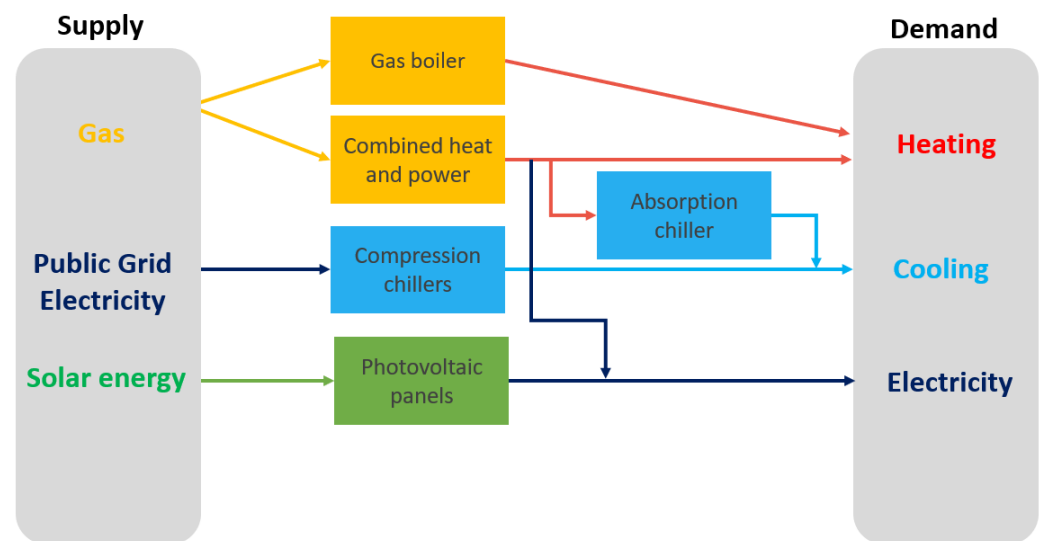 Supply
Demand
Gas
Gas boiler
Combined heat
and power
Heating
Absorption
chiller
Public Grid
Electricity
Compression
chillers
Cooling
Solar energy
Photovoltaic
panels
Electricity